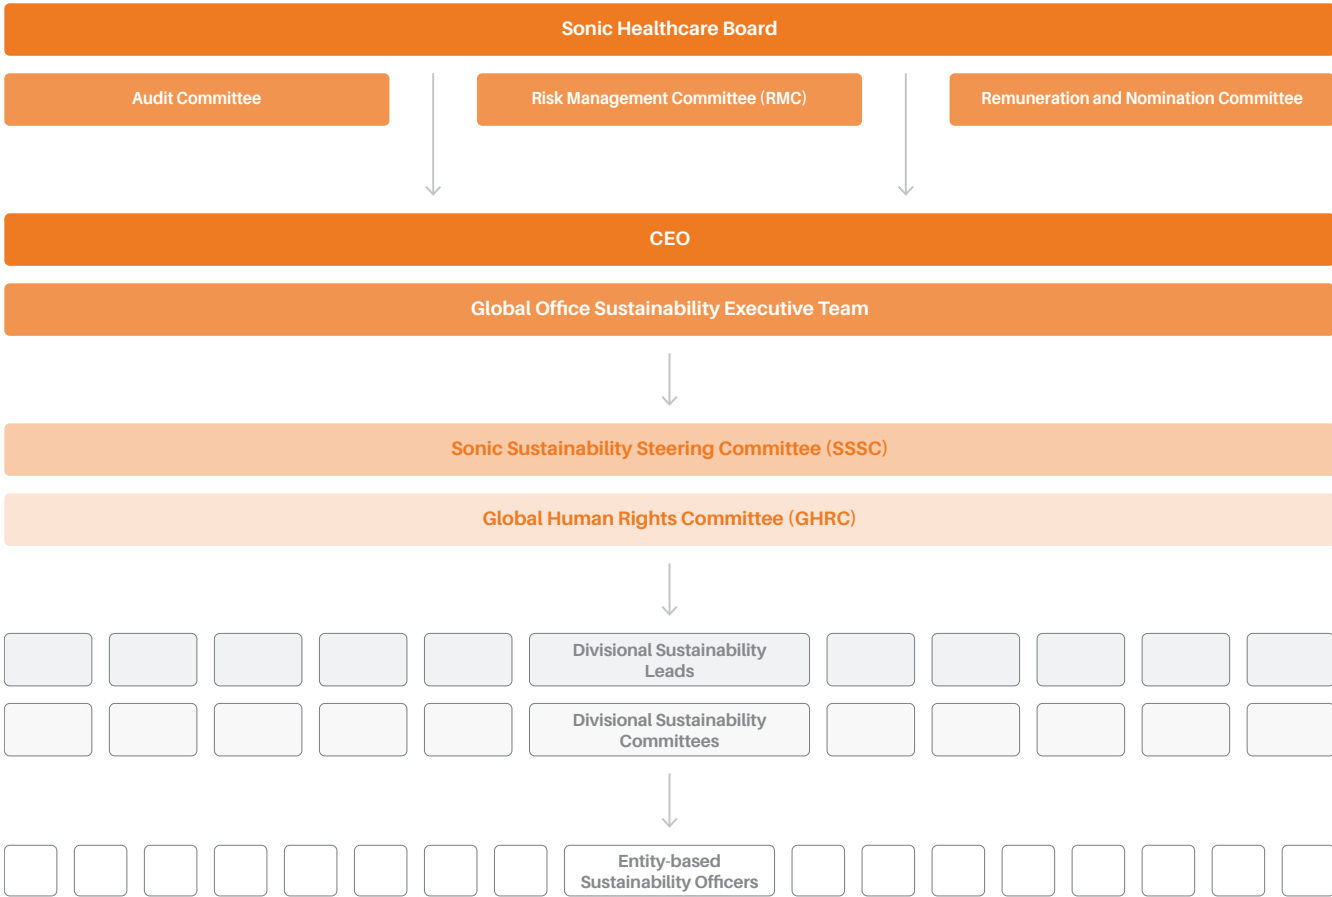 Sonic Healthcare Board
Audit Committee
Risk Management Committee (RMC)
Remuneration and Nomination Committee
CEO
Global Office Sustainability Executive Team
Sonic Sustainability Steering Committee (SSSC)
Global Human Rights Committee (GHRC)
Divisional Sustainability
Leads
Divisional Sustainability
Committees
Entity-based
Sustainability Officers